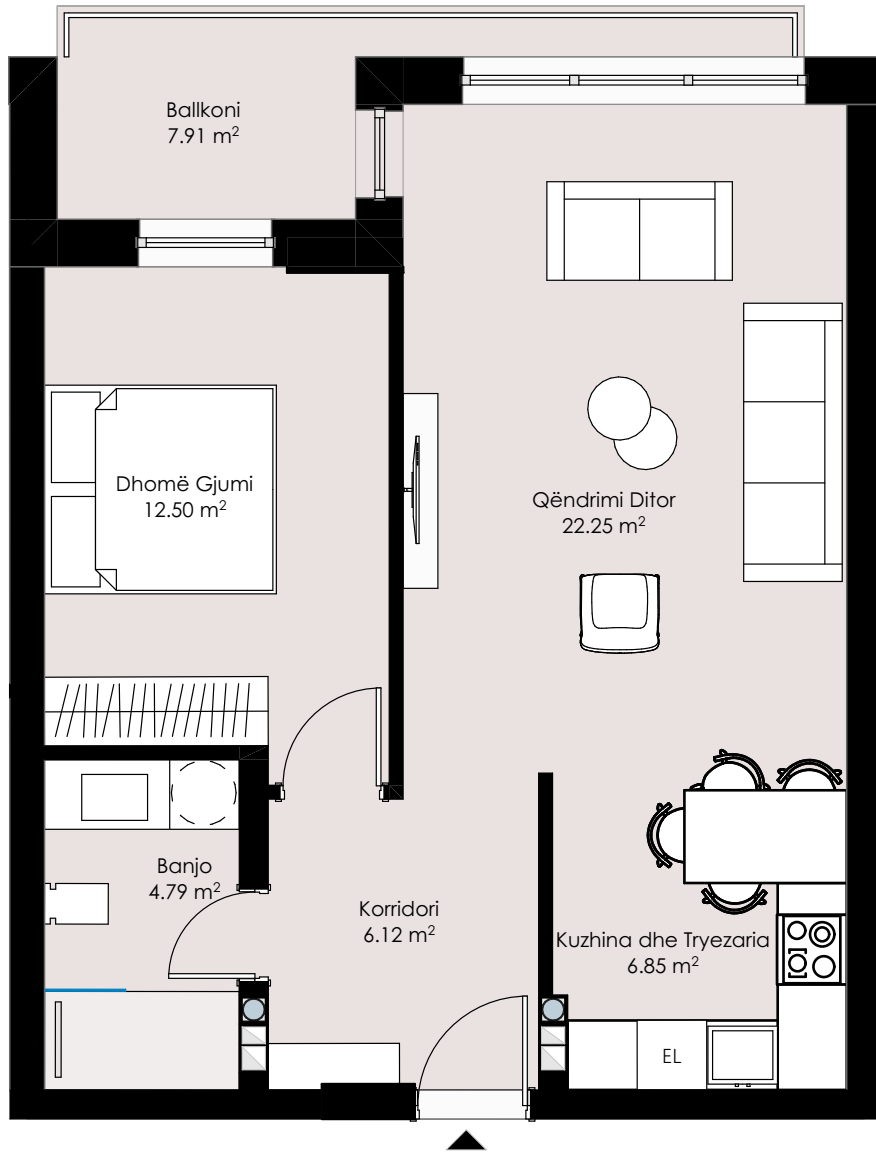 Ballkoni
7.91 m²
Dhomë Gjumi
12.50 m²
Qëndrimi Ditor
22.25 m²
Banjo
4.79 m²
Korridori
6.12 m²
Kuzhina dhe Tryezaria
6.85 m²
EL